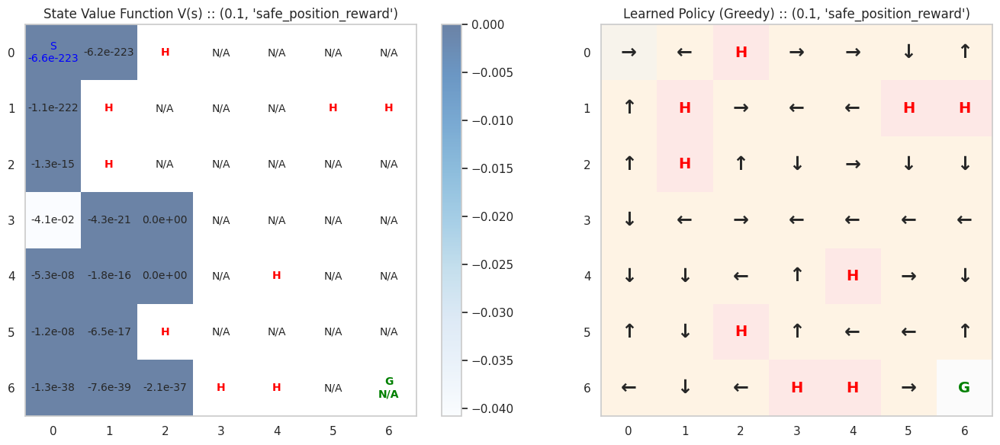 State Value Function V(s) :: (0.1, 'safe_position_reward')
0 S -6.6e-223 -6.2e-223 H N/A N/A N/A N/A
1 -1.1e-222 H N/A N/A N/A H H
2 -1.3e-15 H N/A N/A N/A N/A N/A
3 -4.1e-02 -4.3e-21 0.0e+00 N/A N/A N/A N/A
4 -5.3e-08 -1.8e-16 0.0e+00 N/A H N/A N/A
5 -1.2e-08 -6.5e-17 H N/A N/A N/A N/A
6 -1.3e-38 -7.6e-39 -2.1e-37 H H N/A G N/A
0 1 2 3 4 5 6
0.000
−0.005
−0.010
−0.015
−0.020
−0.025
−0.030
−0.035
−0.040
Learned Policy (Greedy) :: (0.1, 'safe_position_reward')
0 → ← H → → ↓ ↑
1 ↑ H → ← ← H H
2 ↑ H ↑ ↓ → ↓ ↓
3 ↓ ← → ← ← ← ←
4 ↓ ↓ ← ↑ H → ↓
5 ↑ ↓ H ↑ ← ← ↑
6 ← ↓ ← H H → G
0 1 2 3 4 5 6